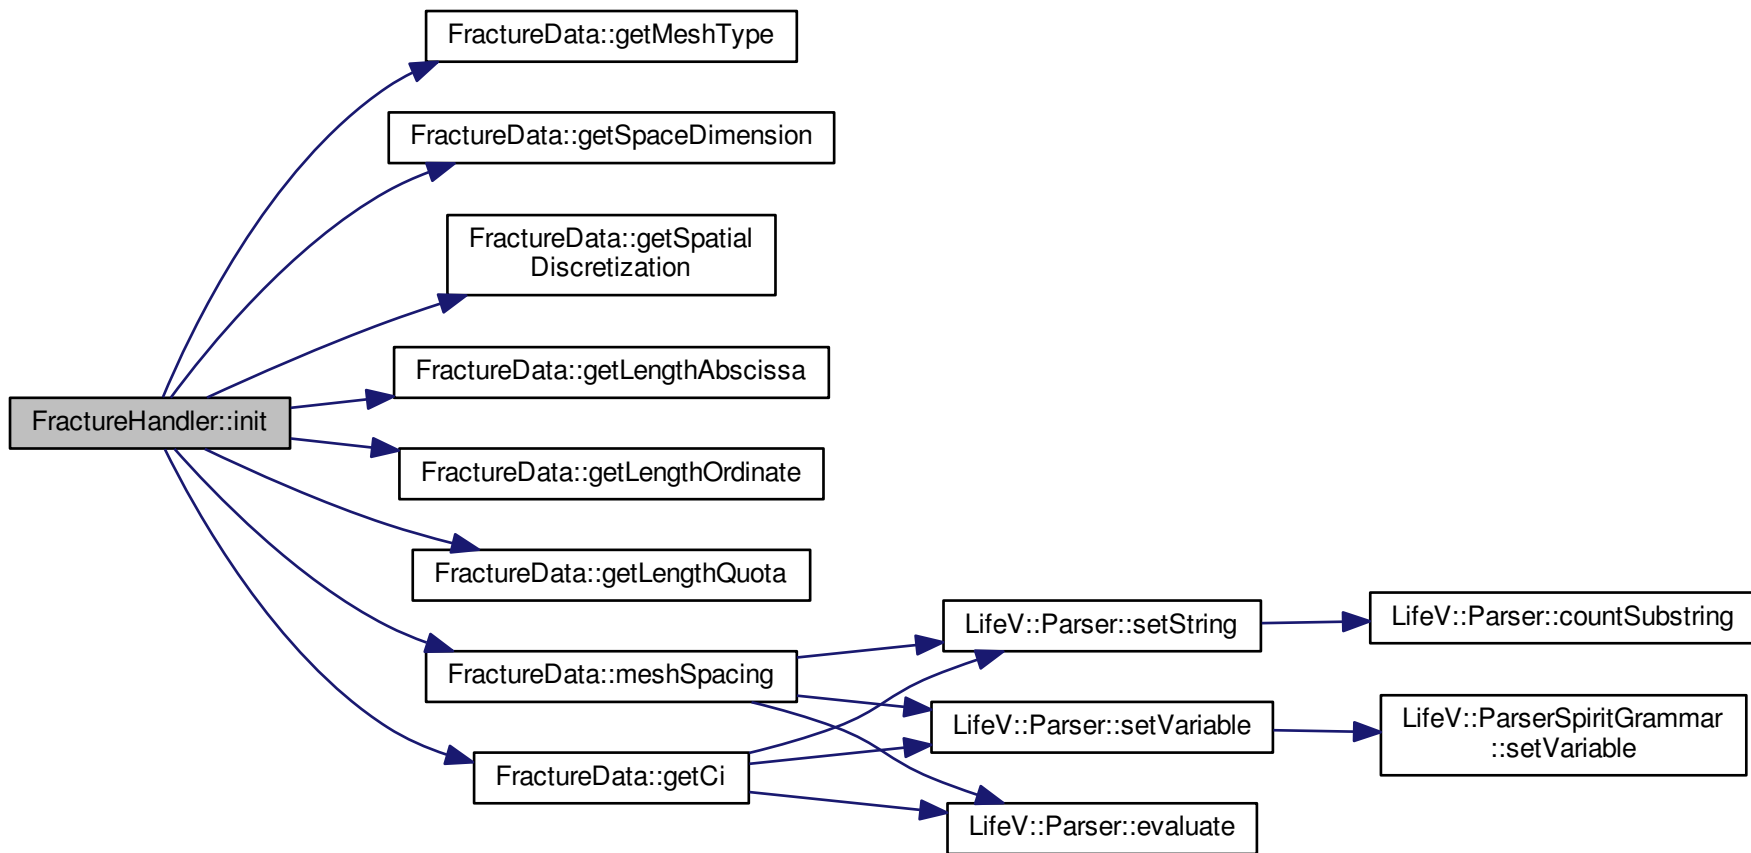 FractureData::getMeshType
FractureData::getSpaceDimension
FractureData::getSpatial
Discretization
FractureData::getLengthAbscissa
FractureHandler::init
FractureData::getLengthOrdinate
FractureData::getLengthQuota
FractureData::meshSpacing
FractureData::getCi
LifeV::Parser::setString
LifeV::Parser::setVariable
LifeV::Parser::evaluate
LifeV::Parser::countSubstring
LifeV::ParserSpiritGrammar
::setVariable